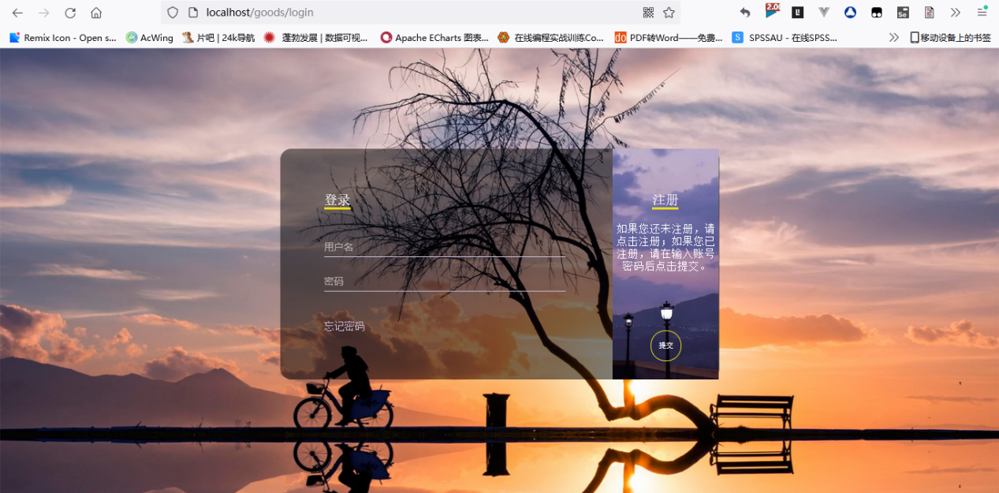 localhost/goods/login
2.0
Se
Remix Icon - Open s...
AcWing
片吧 | 24k导航
蓬勃发展 | 数据可视...
Apache ECharts 图表...
在线编程实战训练Co...
do
PDF转Word——免费...
S
SPSSAU - 在线SPSS...
移动设备上的书签
登录
用户名
密码
忘记密码
注册
如果您还未注册，请
点击注册；如果您已
注册，请在输入账号
密码后点击提交。
提交